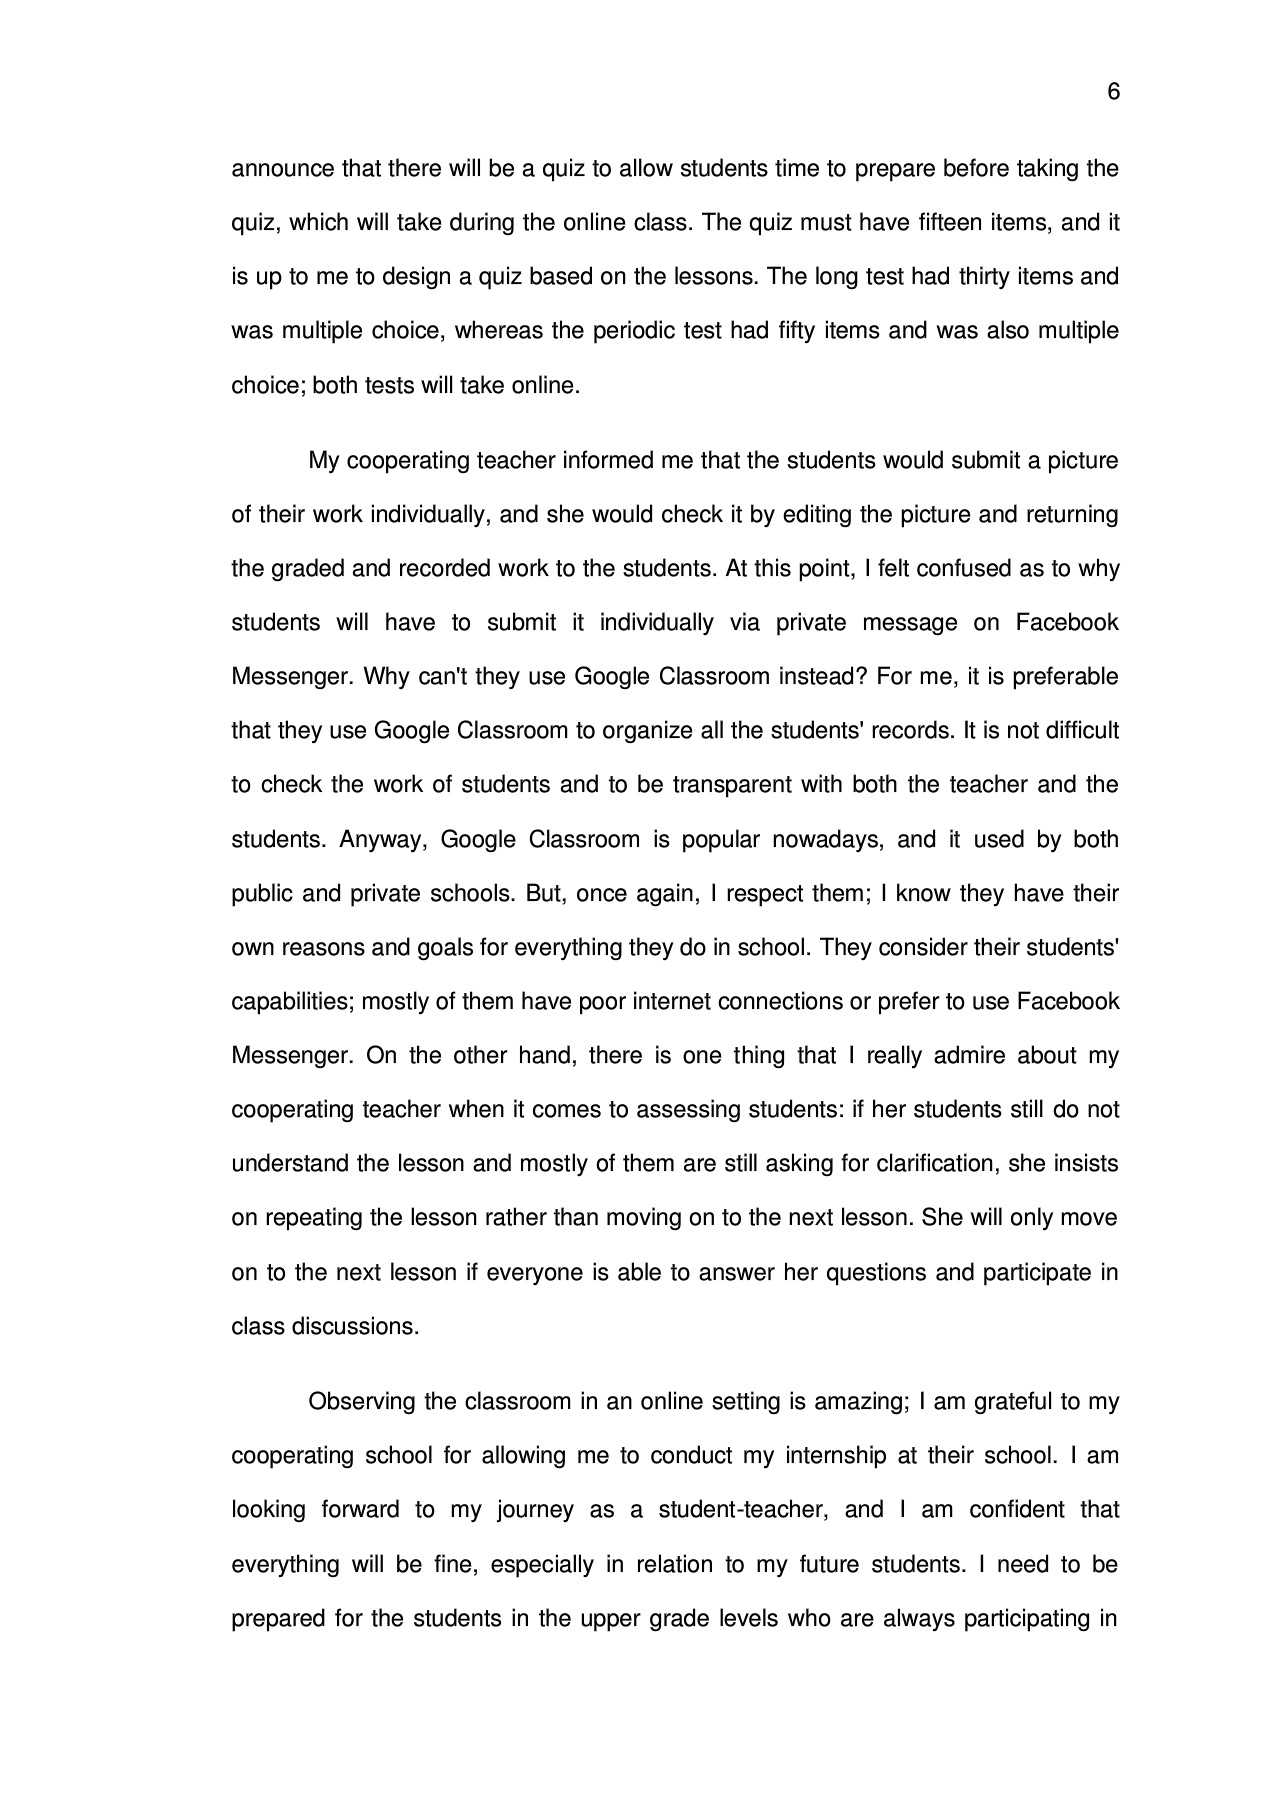 6
announce that there will be a quiz to allow students time to prepare before taking the
quiz, which will take during the online class. The quiz must have fifteen items, and it
is up to me to design a quiz based on the lessons. The long test had thirty items and
was multiple choice, whereas the periodic test had fifty items and was also multiple
choice; both tests will take online.
My cooperating teacher informed me that the students would submit a picture
of their work individually, and she would check it by editing the picture and returning
the graded and recorded work to the students. At this point, I felt confused as to why
students will have to submit it individually via private message on Facebook
Messenger. Why can't they use Google Classroom instead? For me, it is preferable
that they use Google Classroom to organize all the students' records. It is not difficult
to check the work of students and to be transparent with both the teacher and the
students. Anyway, Google Classroom is popular nowadays, and it used by both
public and private schools. But, once again, I respect them; I know they have their
own reasons and goals for everything they do in school. They consider their students'
capabilities; mostly of them have poor internet connections or prefer to use Facebook
Messenger. On the other hand, there is one thing that I really admire about my
cooperating teacher when it comes to assessing students: if her students still do not
understand the lesson and mostly of them are still asking for clarification, she insists
on repeating the lesson rather than moving on to the next lesson. She will only move
on to the next lesson if everyone is able to answer her questions and participate in
class discussions.
Observing the classroom in an online setting is amazing; I am grateful to my
cooperating school for allowing me to conduct my internship at their school. I am
looking forward to my journey as a student-teacher, and I am confident that
everything will be fine, especially in relation to my future students. I need to be
prepared for the students in the upper grade levels who are always participating in